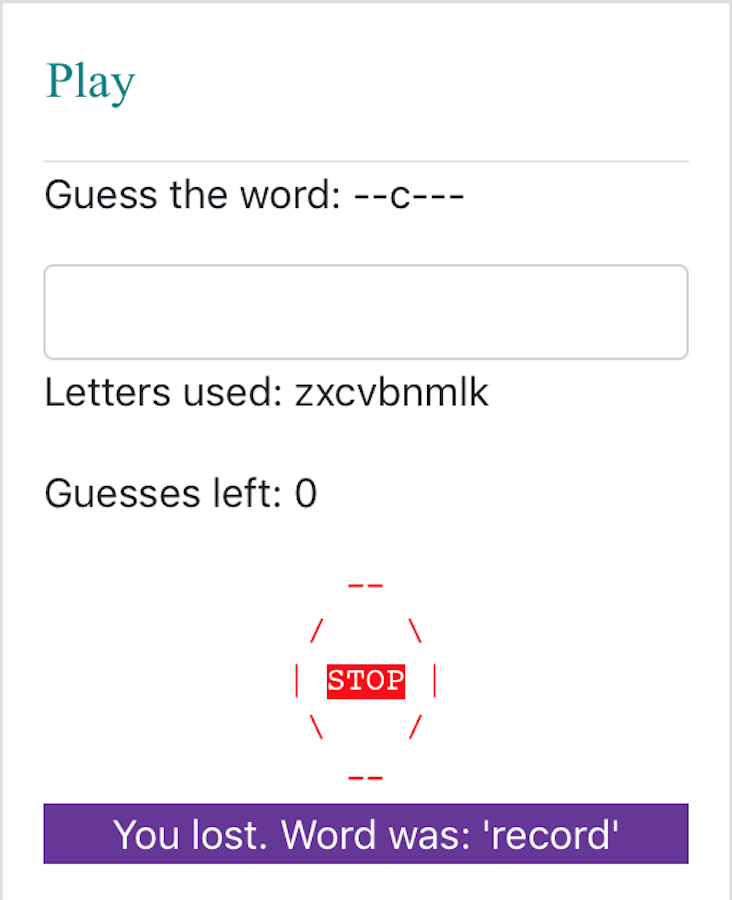 Play
Guess the word: --c---
Letters used: zxcvbnmlk
Guesses left: 0
--
/ \
| STOP |
\ /
--
You lost. Word was: 'record'